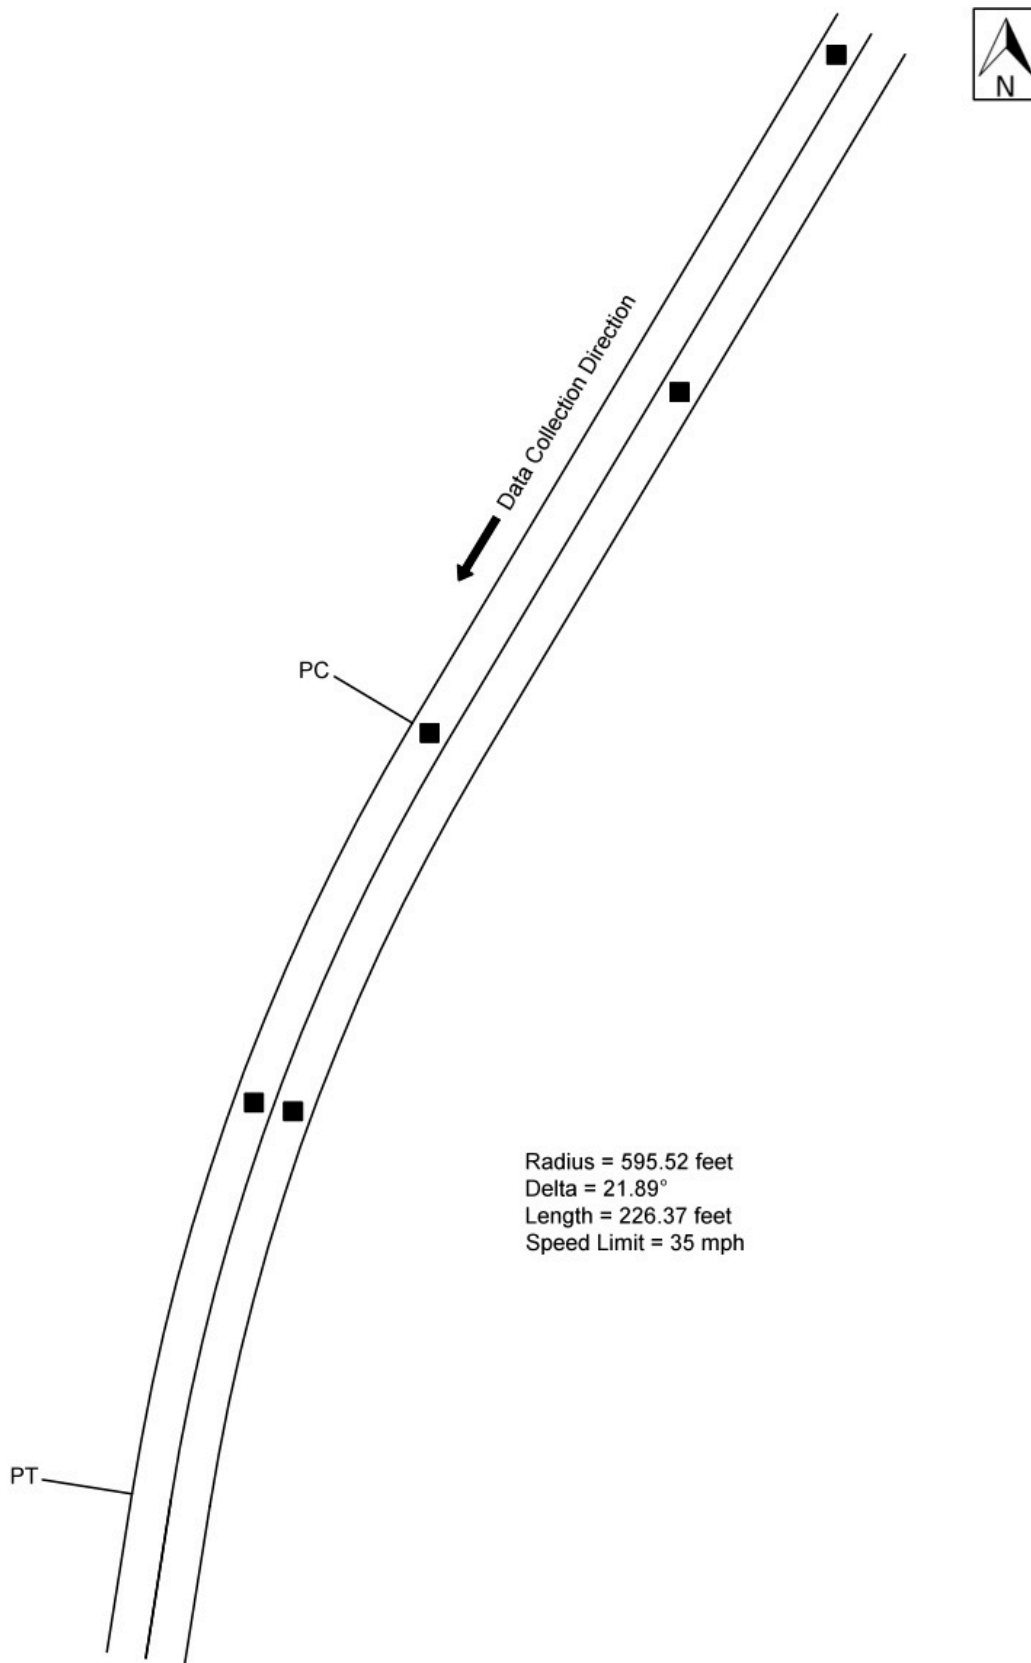 N
Data Collection Direction
PC
Radius = 595.52 feet
Delta = 21.89°
Length = 226.37 feet
Speed Limit = 35 mph
PT